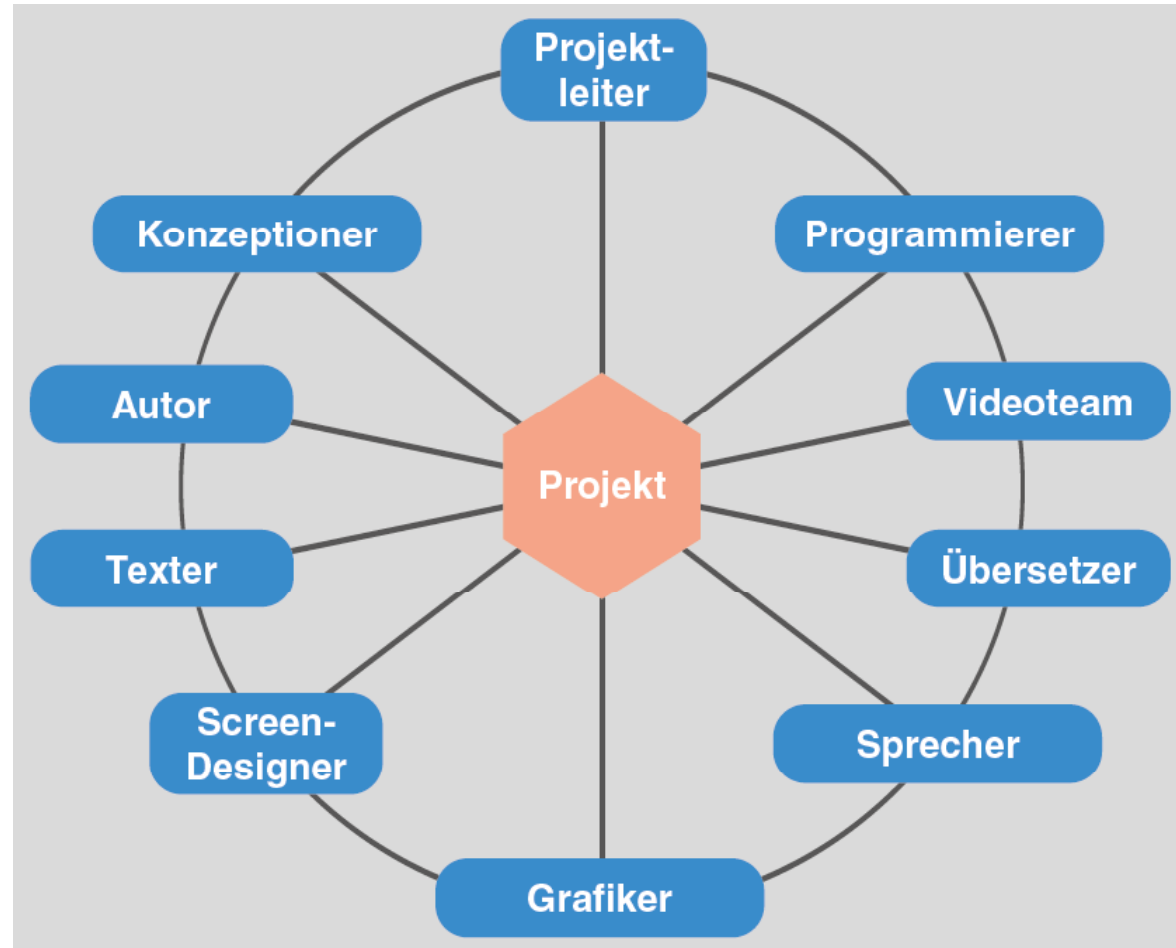 Projekt-
leiter
Konzeptioner
Programmierer
Autor
Videoteam
Projekt
Texter
Übersetzer
Screen-
Designer
Sprecher
Grafiker